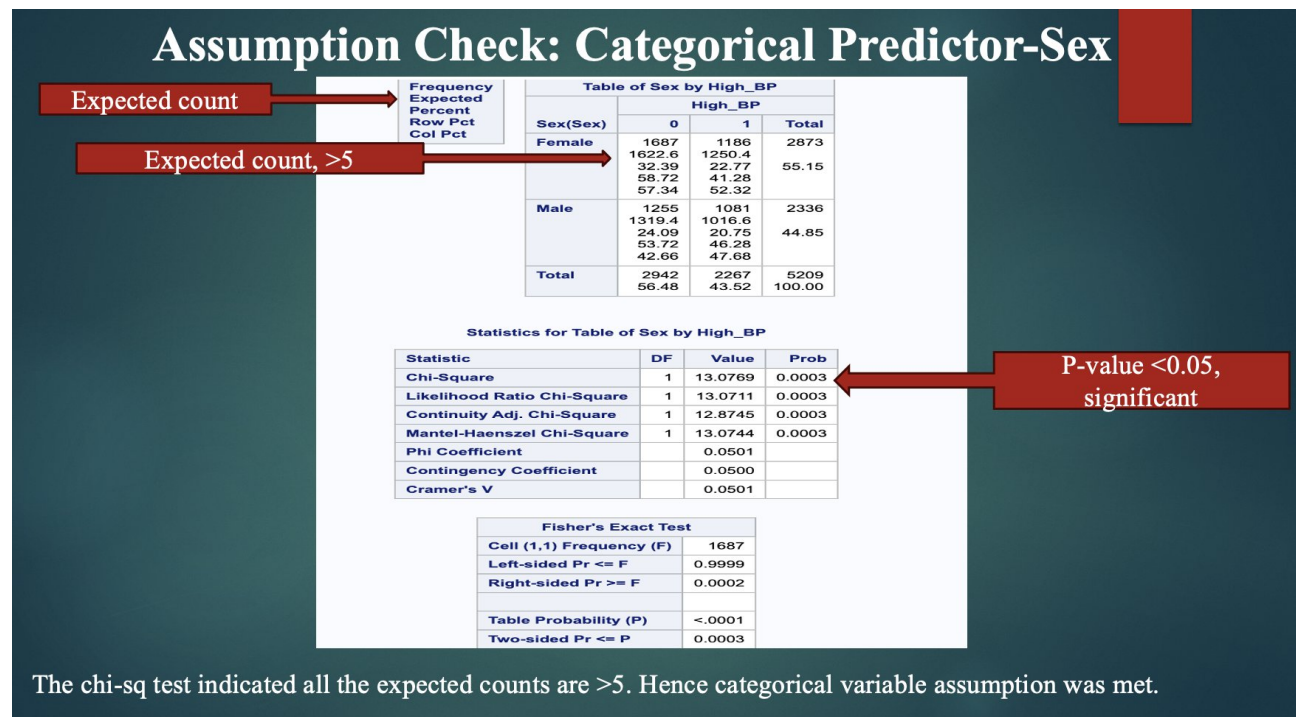 Assumption Check: Categorical Predictor-Sex
Expected count
Expected count, >5
Frequency
Expected
Percent
Row Pct
Col Pct
Table of Sex by High_BP
High_BP
Sex(Sex) 0 1 Total
Female 1687 1186 2873
1622.6 1250.4
32.39 22.77 55.15
58.72 41.28
57.34 52.32
Male 1255 1081 2336
1319.4 1016.6
24.09 20.75 44.85
53.72 46.28
42.66 47.68
Total 2942 2267 5209
56.48 43.52 100.00
Statistics for Table of Sex by High_BP
Statistic DF Value Prob
Chi-Square 1 13.0769 0.0003
Likelihood Ratio Chi-Square 1 13.0711 0.0003
Continuity Adj. Chi-Square 1 12.8745 0.0003
Mantel-Haenszel Chi-Square 1 13.0744 0.0003
Phi Coefficient 0.0501
Contingency Coefficient 0.0500
Cramer's V 0.0501
P-value <0.05,
significant
Fisher's Exact Test
Cell (1,1) Frequency (F) 1687
Left-sided Pr <= F 0.9999
Right-sided Pr >= F 0.0002
Table Probability (P) <.0001
Two-sided Pr <= P 0.0003
The chi-sq test indicated all the expected counts are >5. Hence categorical variable assumption was met.